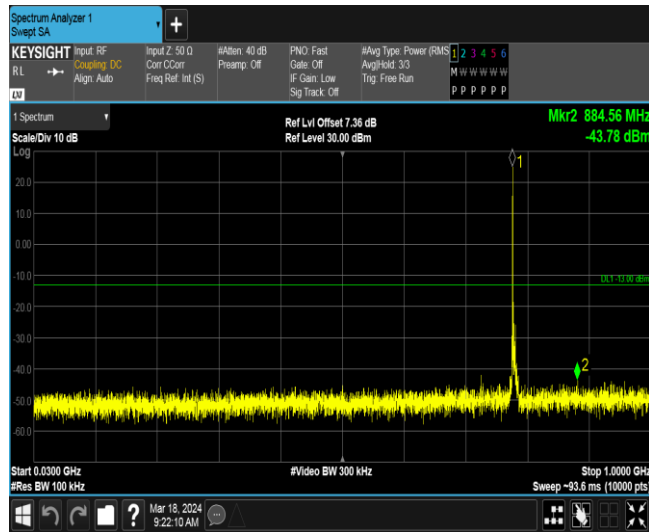 Spectrum Analyzer 1
Swept SA
+
KEYSIGHT Input: RF Input Z: 50 Ω #Atten: 40 dB PNO: Fast #Avg Type: Power (RMS 1 2 3 4 5 6
RL Coupling: DC Corr CCorr Preamp: Off Gate: Off Avg|Hold: 3/3 M W W W W W
Align: Auto Freq Ref: Int (S) IF Gain: Low Trig: Free Run
LXI Sig Track: Off P P P P P P
1 Spectrum Ref Lvl Offset 7.36 dB Mkr2 884.56 MHz
Scale/Div 10 dB Ref Level 30.00 dBm -43.78 dBm
Log
1
20.0
10.0
0.00
-10.0
DL1 -13.00 dBm
-20.0
-30.0
-40.0
2
-50.0
-60.0
Start 0.0300 GHz #Video BW 300 kHz Stop 1.0000 GHz
#Res BW 100 kHz Sweep ~93.6 ms (10000 pts)
? Mar 18, 2024
9:22:10 AM